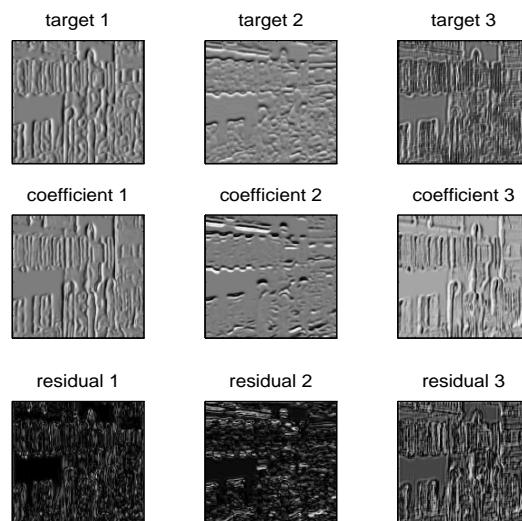 target 1 target 2 target 3
coefficient 1 coefficient 2 coefficient 3
residual 1 residual 2 residual 3